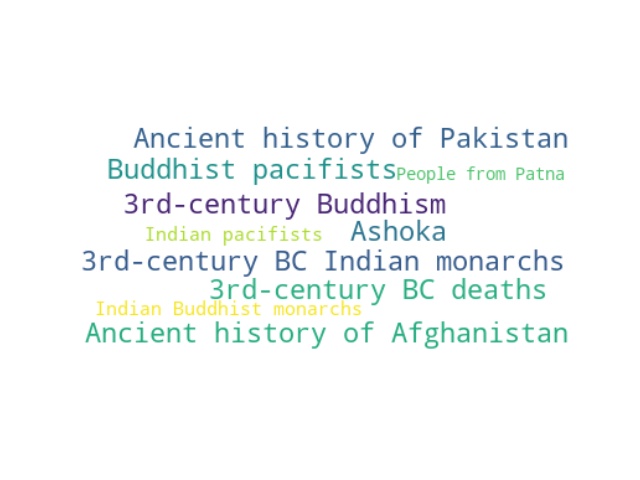 Ancient history of Pakistan
Buddhist pacifists People from Patna
3rd-century Buddhism
Indian pacifists Ashoka
3rd-century BC Indian monarchs
3rd-century BC deaths
Indian Buddhist monarchs
Ancient history of Afghanistan